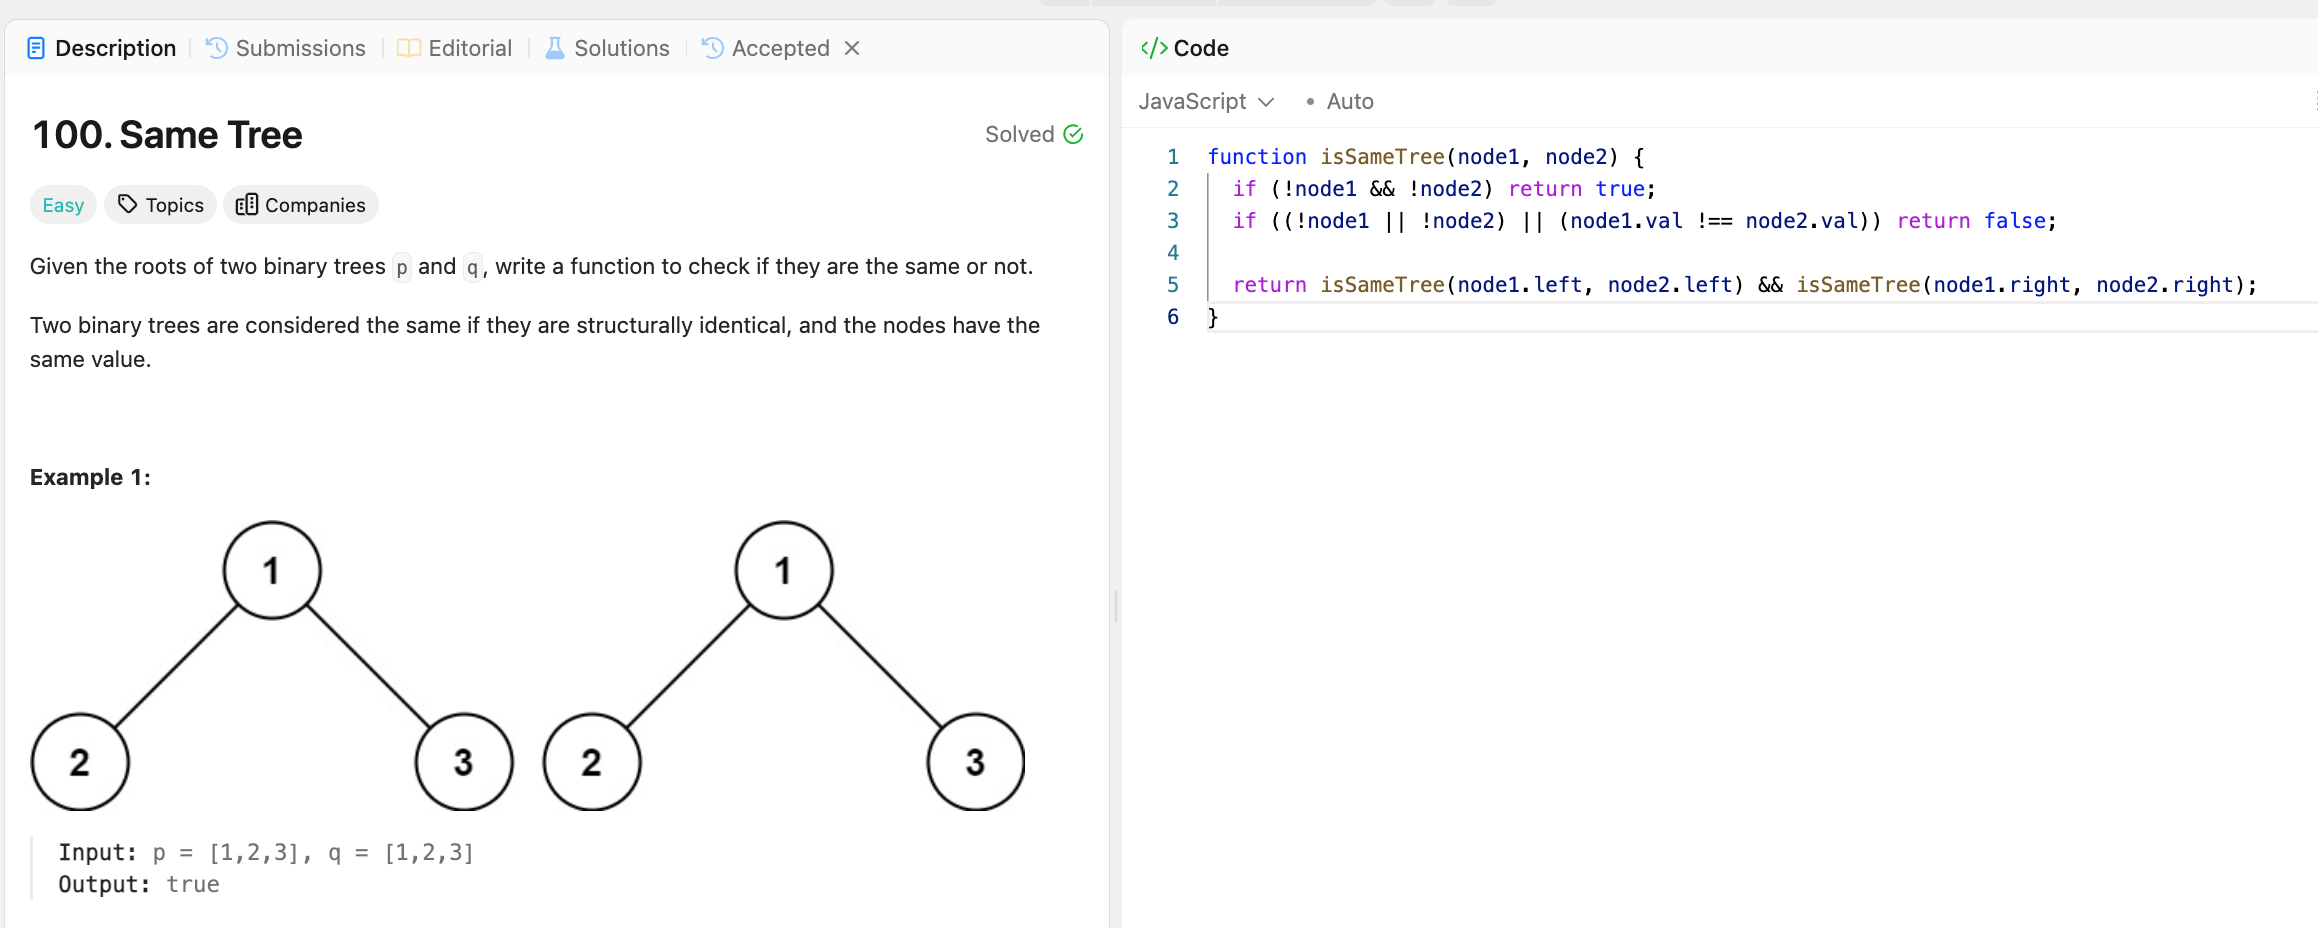 Description Submissions Editorial Solutions Accepted
100. Same Tree
Solved
Easy Topics Companies
Given the roots of two binary trees p and q, write a function to check if they are the same or not.
Two binary trees are considered the same if they are structurally identical, and the nodes have the
same value.
Example 1:
1 1
2 3 2 3
Input: p = [1,2,3], q = [1,2,3]
Output: true
</> Code
JavaScript • Auto
1 function isSameTree(node1, node2) {
2 if (!node1 && !node2) return true;
3 if ((!node1 || !node2) || (node1.val !== node2.val)) return false;
4
5 return isSameTree(node1.left, node2.left) && isSameTree(node1.right, node2.right);
6 }